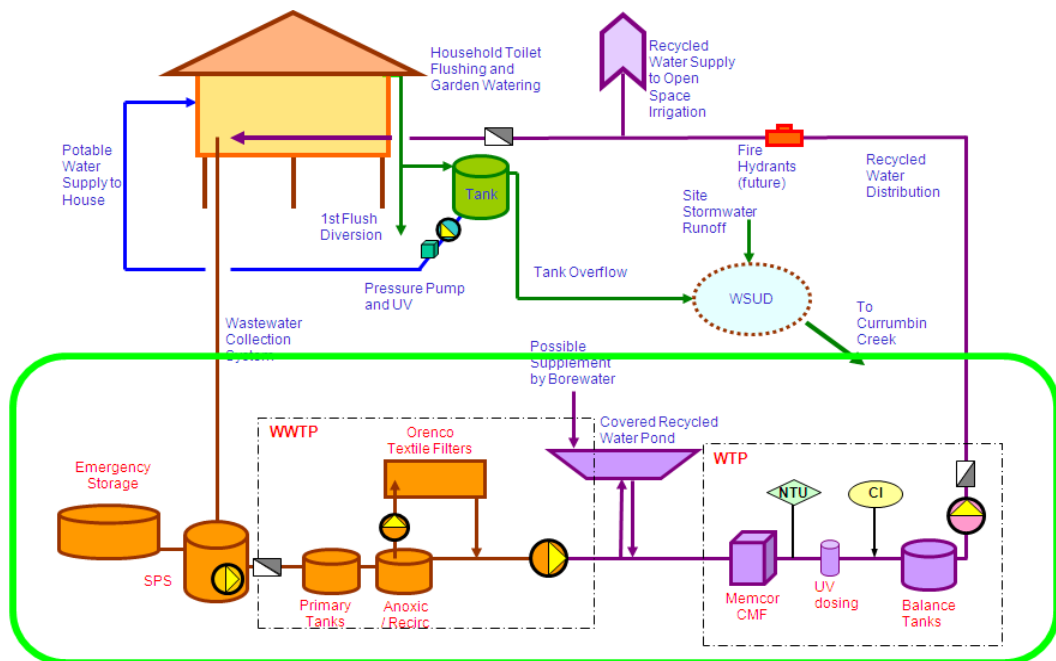 Household Toilet
Flushing and
Garden Watering
Recycled
Water Supply
to Open
Space
Irrigation
Potable
Water
Supply to
House
Tank
1st Flush
Diversion
Fire
Hydrants
(future)
Recycled
Water
Distribution
Site
Stormwater
Runoff
Pressure Pump
and UV
Tank Overflow
WSUD
To
Currumbin
Creek
Wastewater
Collection
System
Possible
Supplement
by Borewater
WWTP
Orenco
Textile Filters
Covered Recycled
Water Pond
WTP
Emergency
Storage
NTU
Cl
SPS
Primary
Tanks
Anoxic
/ Recirc
Memcor
CMF
UV
dosing
Balance
Tanks